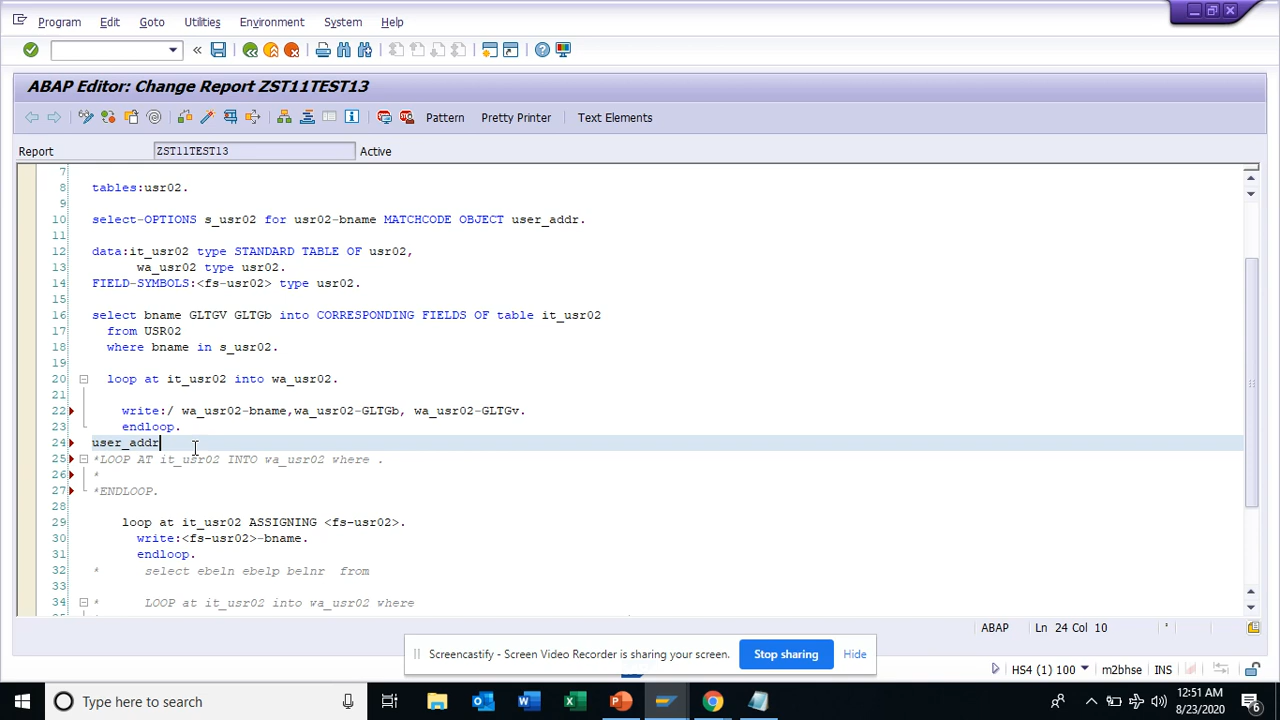 Program Edit Goto Utilities Environment System Help
«
ABAP Editor: Change Report ZST11TEST13
Pattern Pretty Printer Text Elements
Report ZST11TEST13 Active
7
8 tables:usr02.
9
10 select-OPTIONS s_usr02 for usr02-bname MATCHCODE OBJECT user_addr.
11
12 data:it_usr02 type STANDARD TABLE OF usr02,
13 wa_usr02 type usr02.
14 FIELD-SYMBOLS:<fs-usr02> type usr02.
15
16 select bname GLTGV GLTGb into CORRESPONDING FIELDS OF table it_usr02
17 from USR02
18 where bname in s_usr02.
19
20 loop at it_usr02 into wa_usr02.
21
22 write:/ wa_usr02-bname,wa_usr02-GLTGb, wa_usr02-GLTGv.
23 endloop.
24 user_addr
25 *LOOP AT it_usr02 INTO wa_usr02 where .
26 *
27 *ENDLOOP.
28
29 loop at it_usr02 ASSIGNING <fs-usr02>.
30 write:<fs-usr02>-bname.
31 endloop.
32 * select ebeln ebelp belnr from
33
34 * LOOP at it_usr02 into wa_usr02 where
ABAP Ln 24 Col 10
Screencastify - Screen Video Recorder is sharing your screen. Stop sharing Hide
HS4 (1) 100 m2bhse INS
Type here to search
12:51 AM
8/23/2020
6